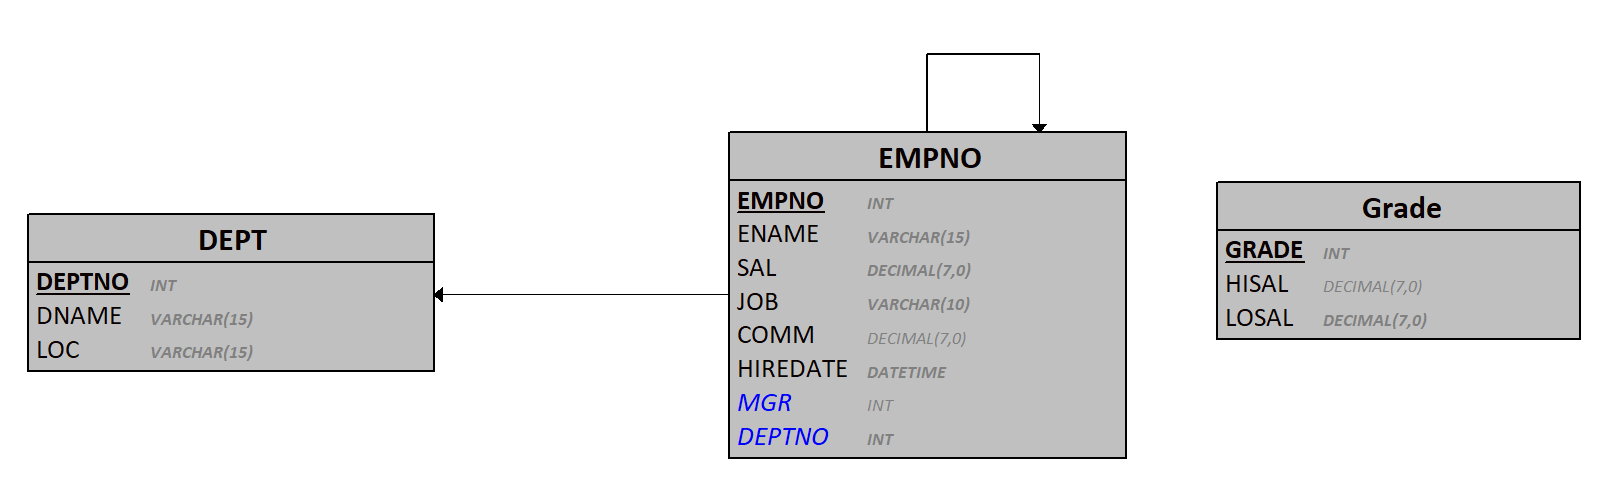 DEPT
DEPTNO INT
DNAME VARCHAR(15)
LOC VARCHAR(15)
EMPNO
EMPNO INT
ENAME VARCHAR(15)
SAL DECIMAL(7,0)
JOB VARCHAR(10)
COMM DECIMAL(7,0)
HIREDATE DATETIME
MGR INT
DEPTNO INT
Grade
GRADE INT
HISAL DECIMAL(7,0)
LOSAL DECIMAL(7,0)